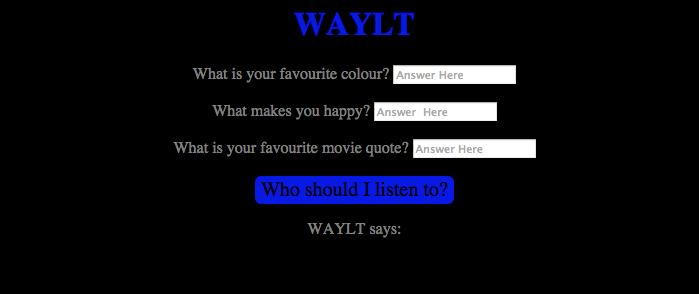 WAYLT
What is your favourite colour? Answer Here
What makes you happy? Answer  Here
What is your favourite movie quote? Answer Here
Who should I listen to?
WAYLT says: